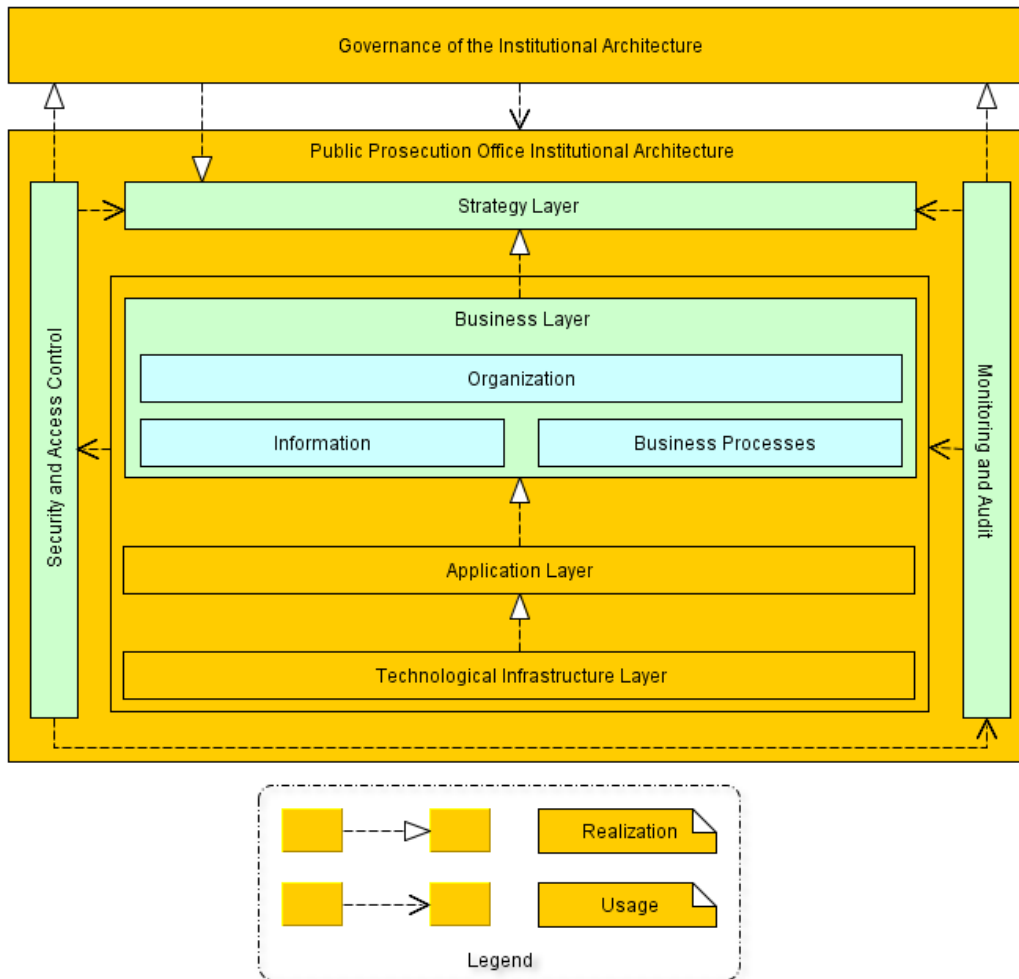 Governance of the Institutional Architecture
Public Prosecution Office Institutional Architecture
Strategy Layer
Security and Access Control
Business Layer
Organization
Information
Business Processes
Monitoring and Audit
Application Layer
Technological Infrastructure Layer
Realization
Usage
Legend